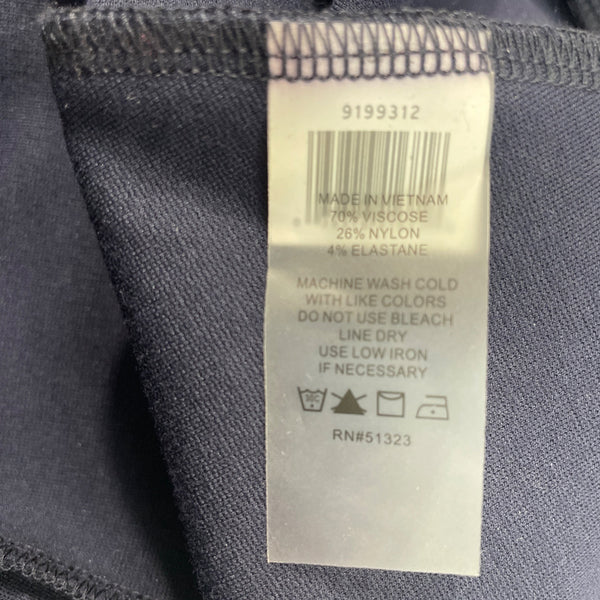 9199312
MADE IN VIETNAM
70% VISCOSE
26% NYLON
4% ELASTANE
MACHINE WASH COLD
WITH LIKE COLORS
DO NOT USE BLEACH
LINE DRY
USE LOW IRON
IF NECESSARY
30C
RN#51323